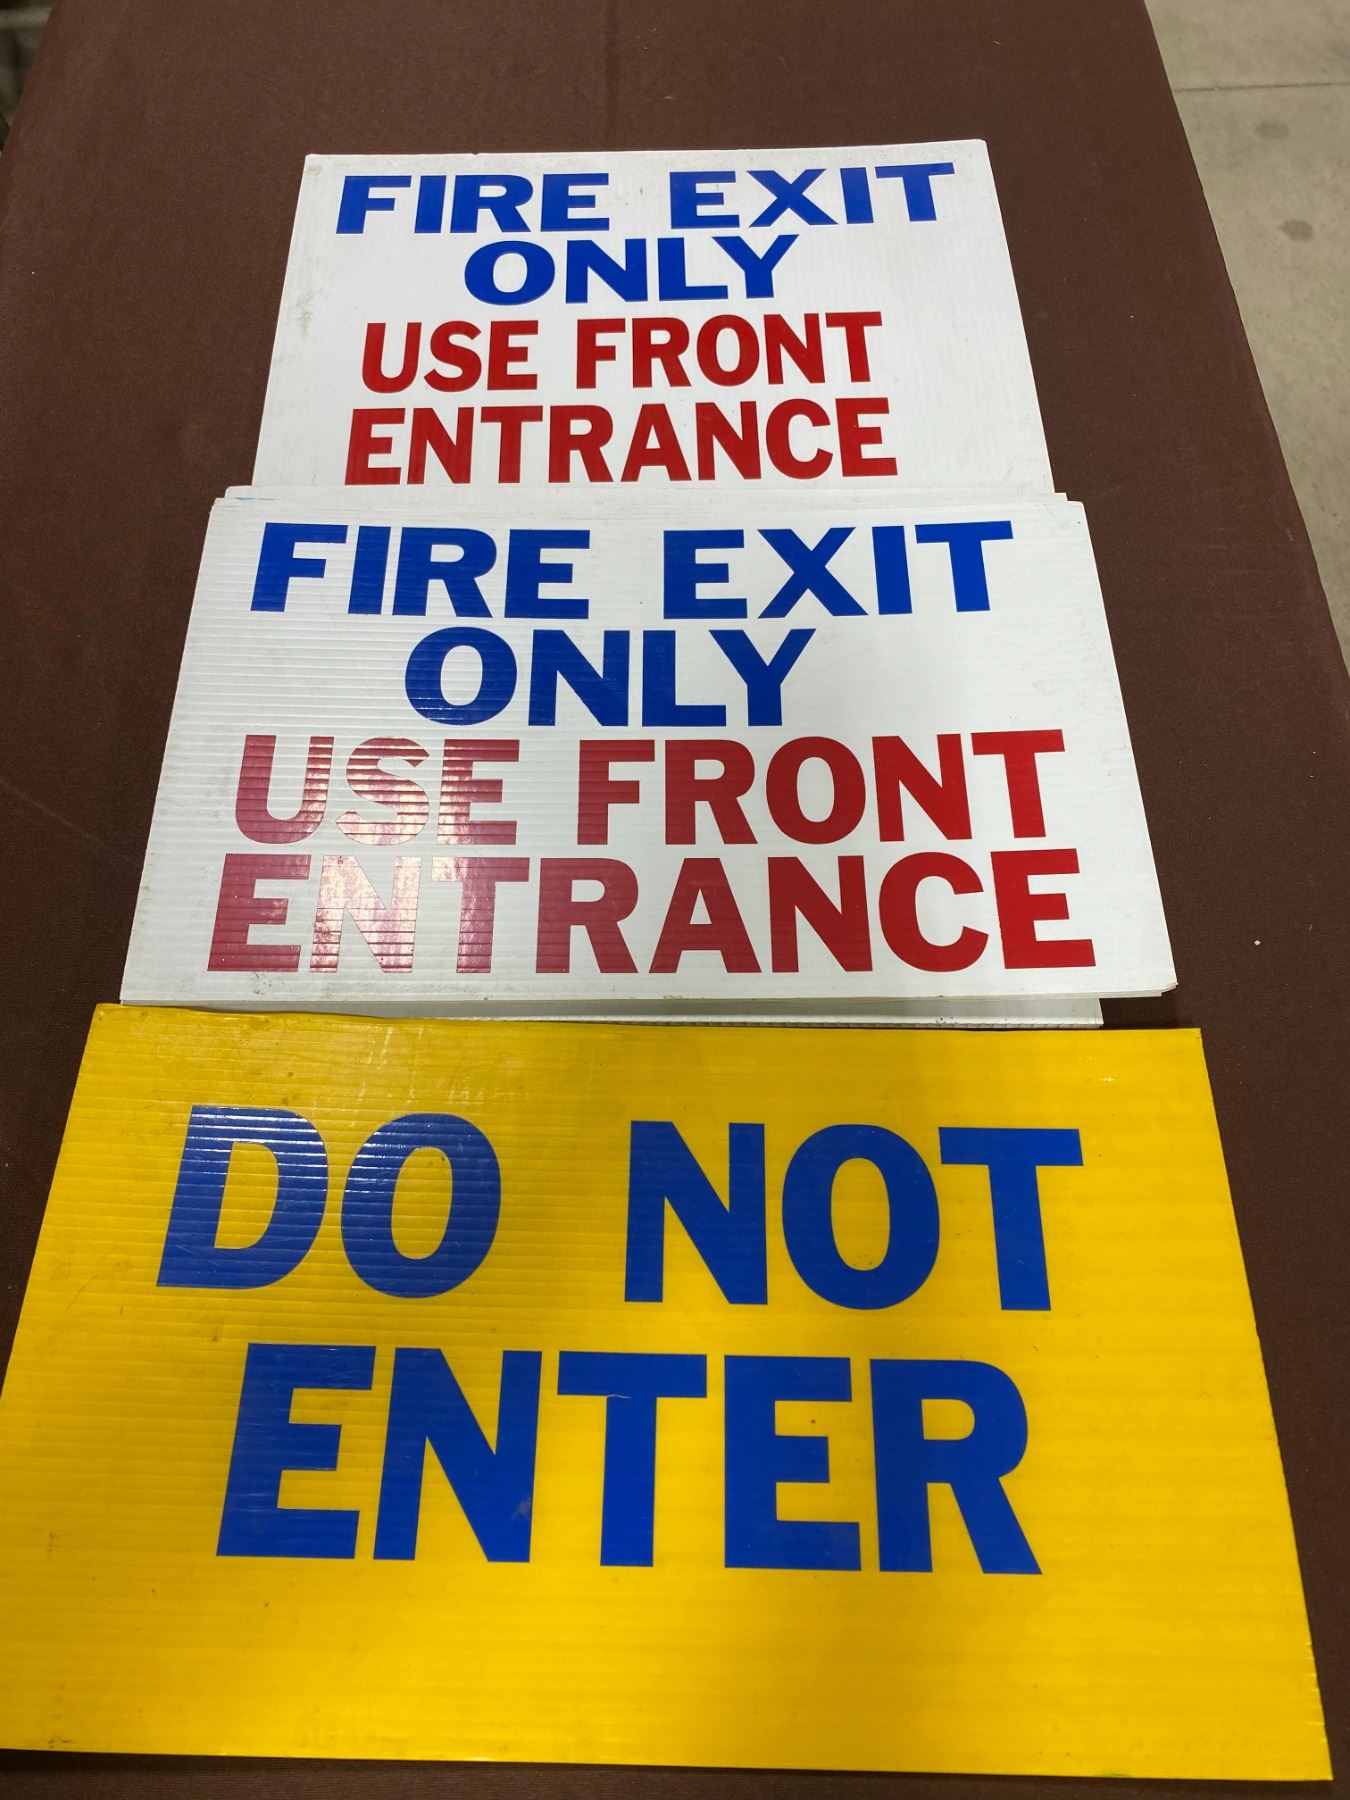 FIRE EXIT
ONLY
USE FRONT
ENTRANCE
FIRE EXIT
ONLY
USE FRONT
ENTRANCE
DO NOT
ENTER